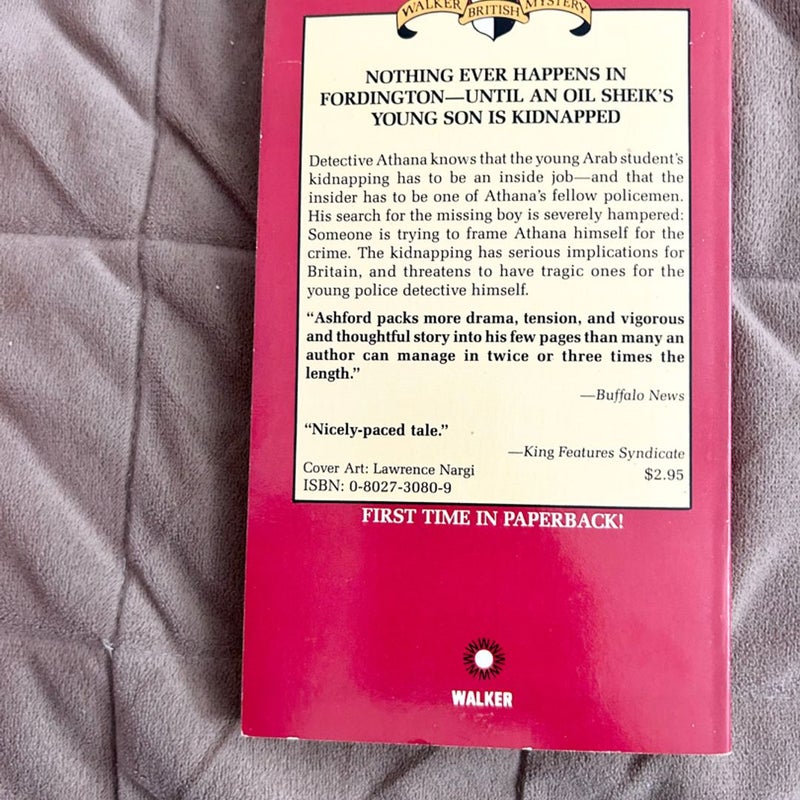 WALKER BRITISH MYSTERY
NOTHING EVER HAPPENS IN
FORDINGTON—UNTIL AN OIL SHEIK'S
YOUNG SON IS KIDNAPPED
Detective Athana knows that the young Arab student's
kidnapping has to be an inside job—and that the
insider has to be one of Athana's fellow policemen.
His search for the missing boy is severely hampered:
Someone is trying to frame Athana himself for the
crime. The kidnapping has serious implications for
Britain, and threatens to have tragic ones for the
young police detective himself.
“Ashford packs more drama, tension, and vigorous
and thoughtful story into his few pages than many an
author can manage in twice or three times the
length.”
—Buffalo News
“Nicely-paced tale.”
—King Features Syndicate
Cover Art: Lawrence Nargi
$2.95
ISBN: 0-8027-3080-9
FIRST TIME IN PAPERBACK!
WALKER